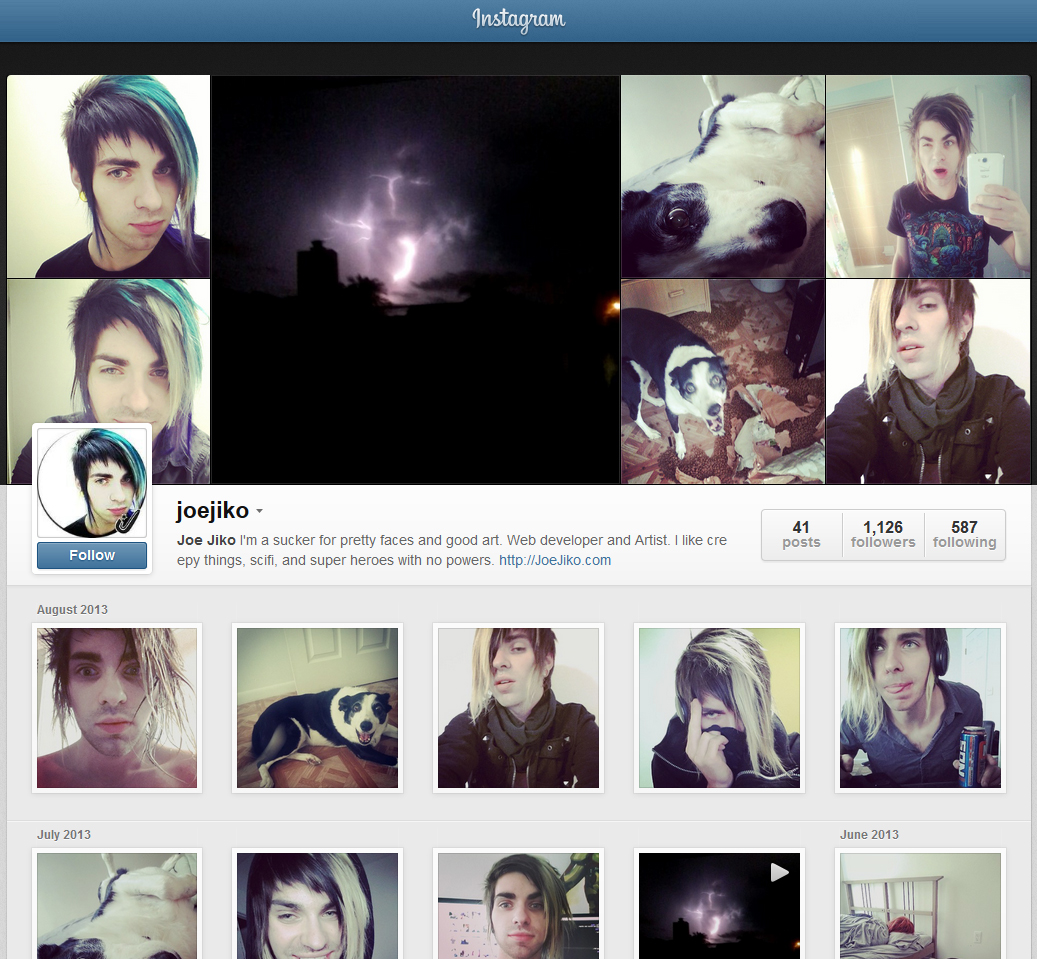 Instagram
joejiko
Joe Jiko I'm a sucker for pretty faces and good art. Web developer and Artist. I like cre
epy things, scifi, and super heroes with no powers. http://JoeJiko.com
Follow
41 1,126 587
posts followers following
August 2013
July 2013 June 2013